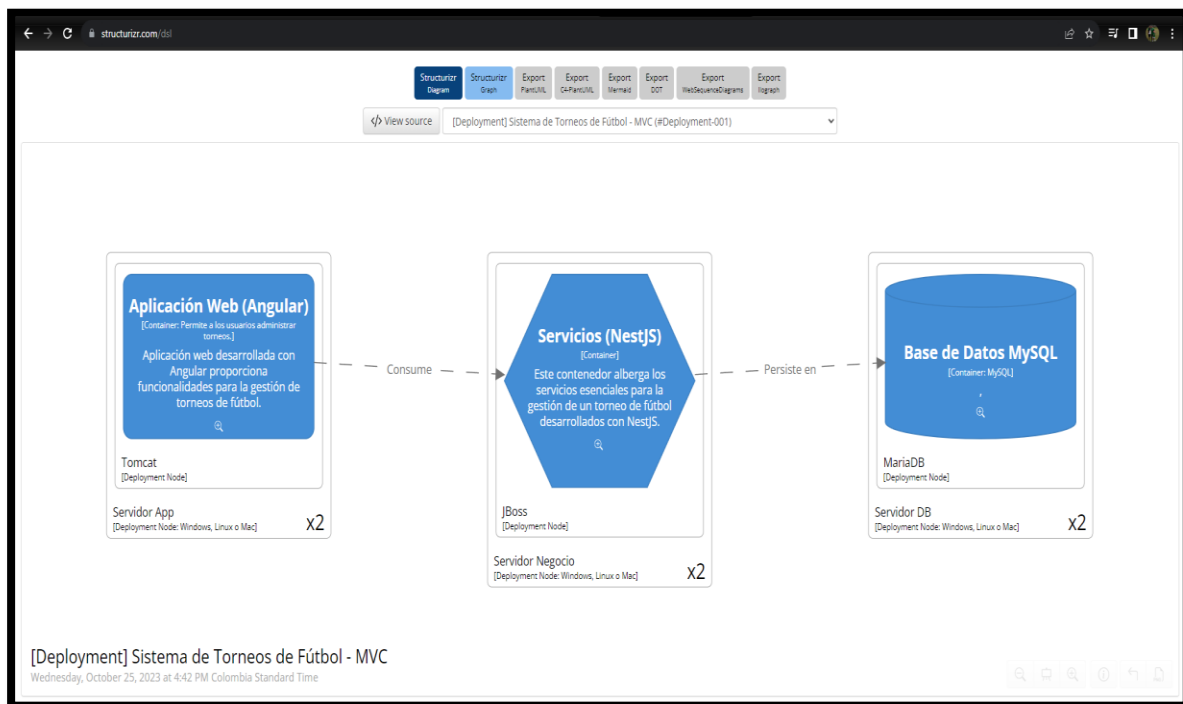 structurizr.com/dsl
Structurizr
Diagram
Structurizr
Graph
Export
PlantUML
Export
C4-PlantUML
Export
Mermaid
Export
DOT
Export
WebSequenceDiagrams
Export
Ilograph
</> View source
[Deployment] Sistema de Torneos de Fútbol - MVC (#Deployment-001)
Aplicación Web (Angular)
[Container: Permite a los usuarios administrar
torneos.]
Aplicación web desarrollada con
Angular proporciona
funcionalidades para la gestión de
torneos de fútbol.
Tomcat
[Deployment Node]
Servidor App
[Deployment Node: Windows, Linux o Mac]
x2
Consume
Servicios (NestJS)
[Container]
Este contenedor alberga los
servicios esenciales para la
gestión de un torneo de fútbol
desarrollados con NestJS.
JBoss
[Deployment Node]
Servidor Negocio
[Deployment Node: Windows, Linux o Mac]
x2
Persiste en
Base de Datos MySQL
[Container: MySQL]
,
MariaDB
[Deployment Node]
Servidor DB
[Deployment Node: Windows, Linux o Mac]
x2
[Deployment] Sistema de Torneos de Fútbol - MVC
Wednesday, October 25, 2023 at 4:42 PM Colombia Standard Time